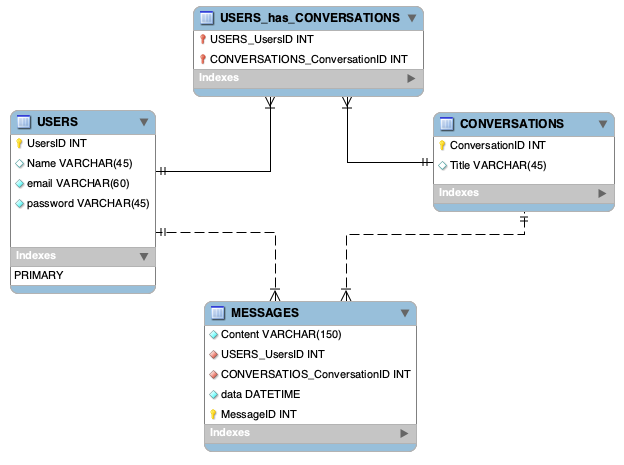 USERS_has_CONVERSATIONS
USERS_UsersID INT
CONVERSATIONS_ConversationID INT
Indexes
USERS
UsersID INT
Name VARCHAR(45)
email VARCHAR(60)
password VARCHAR(45)
Indexes
PRIMARY
CONVERSATIONS
ConversationID INT
Title VARCHAR(45)
Indexes
MESSAGES
Content VARCHAR(150)
USERS_UsersID INT
CONVERSATIOS_ConversationID INT
data DATETIME
MessageID INT
Indexes